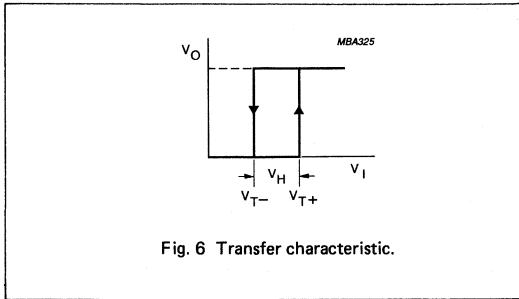 MBA325
VO
VH
VI
VT−
VT+
Fig. 6 Transfer characteristic.